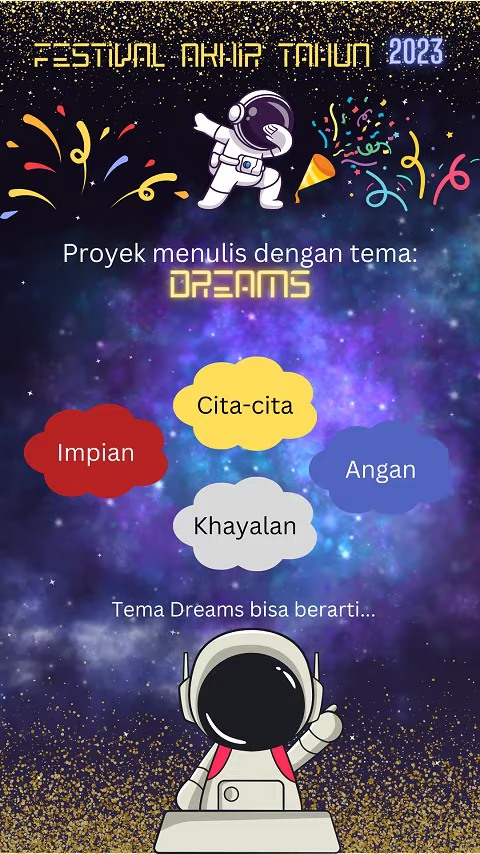 FESTIVAL AKHIR TAHUN 2023
Proyek menulis dengan tema:
DREAMS
Cita-cita
Impian
Angan
Khayalan
Tema Dreams bisa berarti...